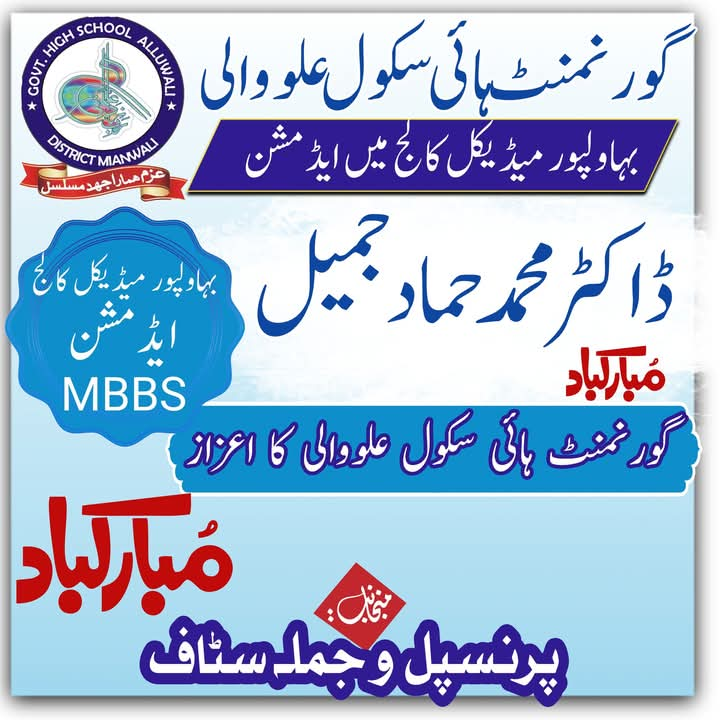 GOVT. HIGH SCHOOL ALLUWALI
DISTRICT MIANWALI
عزم ہمارا جہد مسلسل
گورنمنٹ ہائی سکول علووالی
بہاولپور میڈیکل کالج میں ایڈمشن
ڈاکٹر محمد حماد جمیل
مُبارکباد
بہاولپور میڈیکل کالج
ایڈمشن
MBBS
گورنمنٹ ہائی سکول علووالی کا اعزاز
مُبارکباد
منجانب:
پرنسپل و جملہ سٹاف